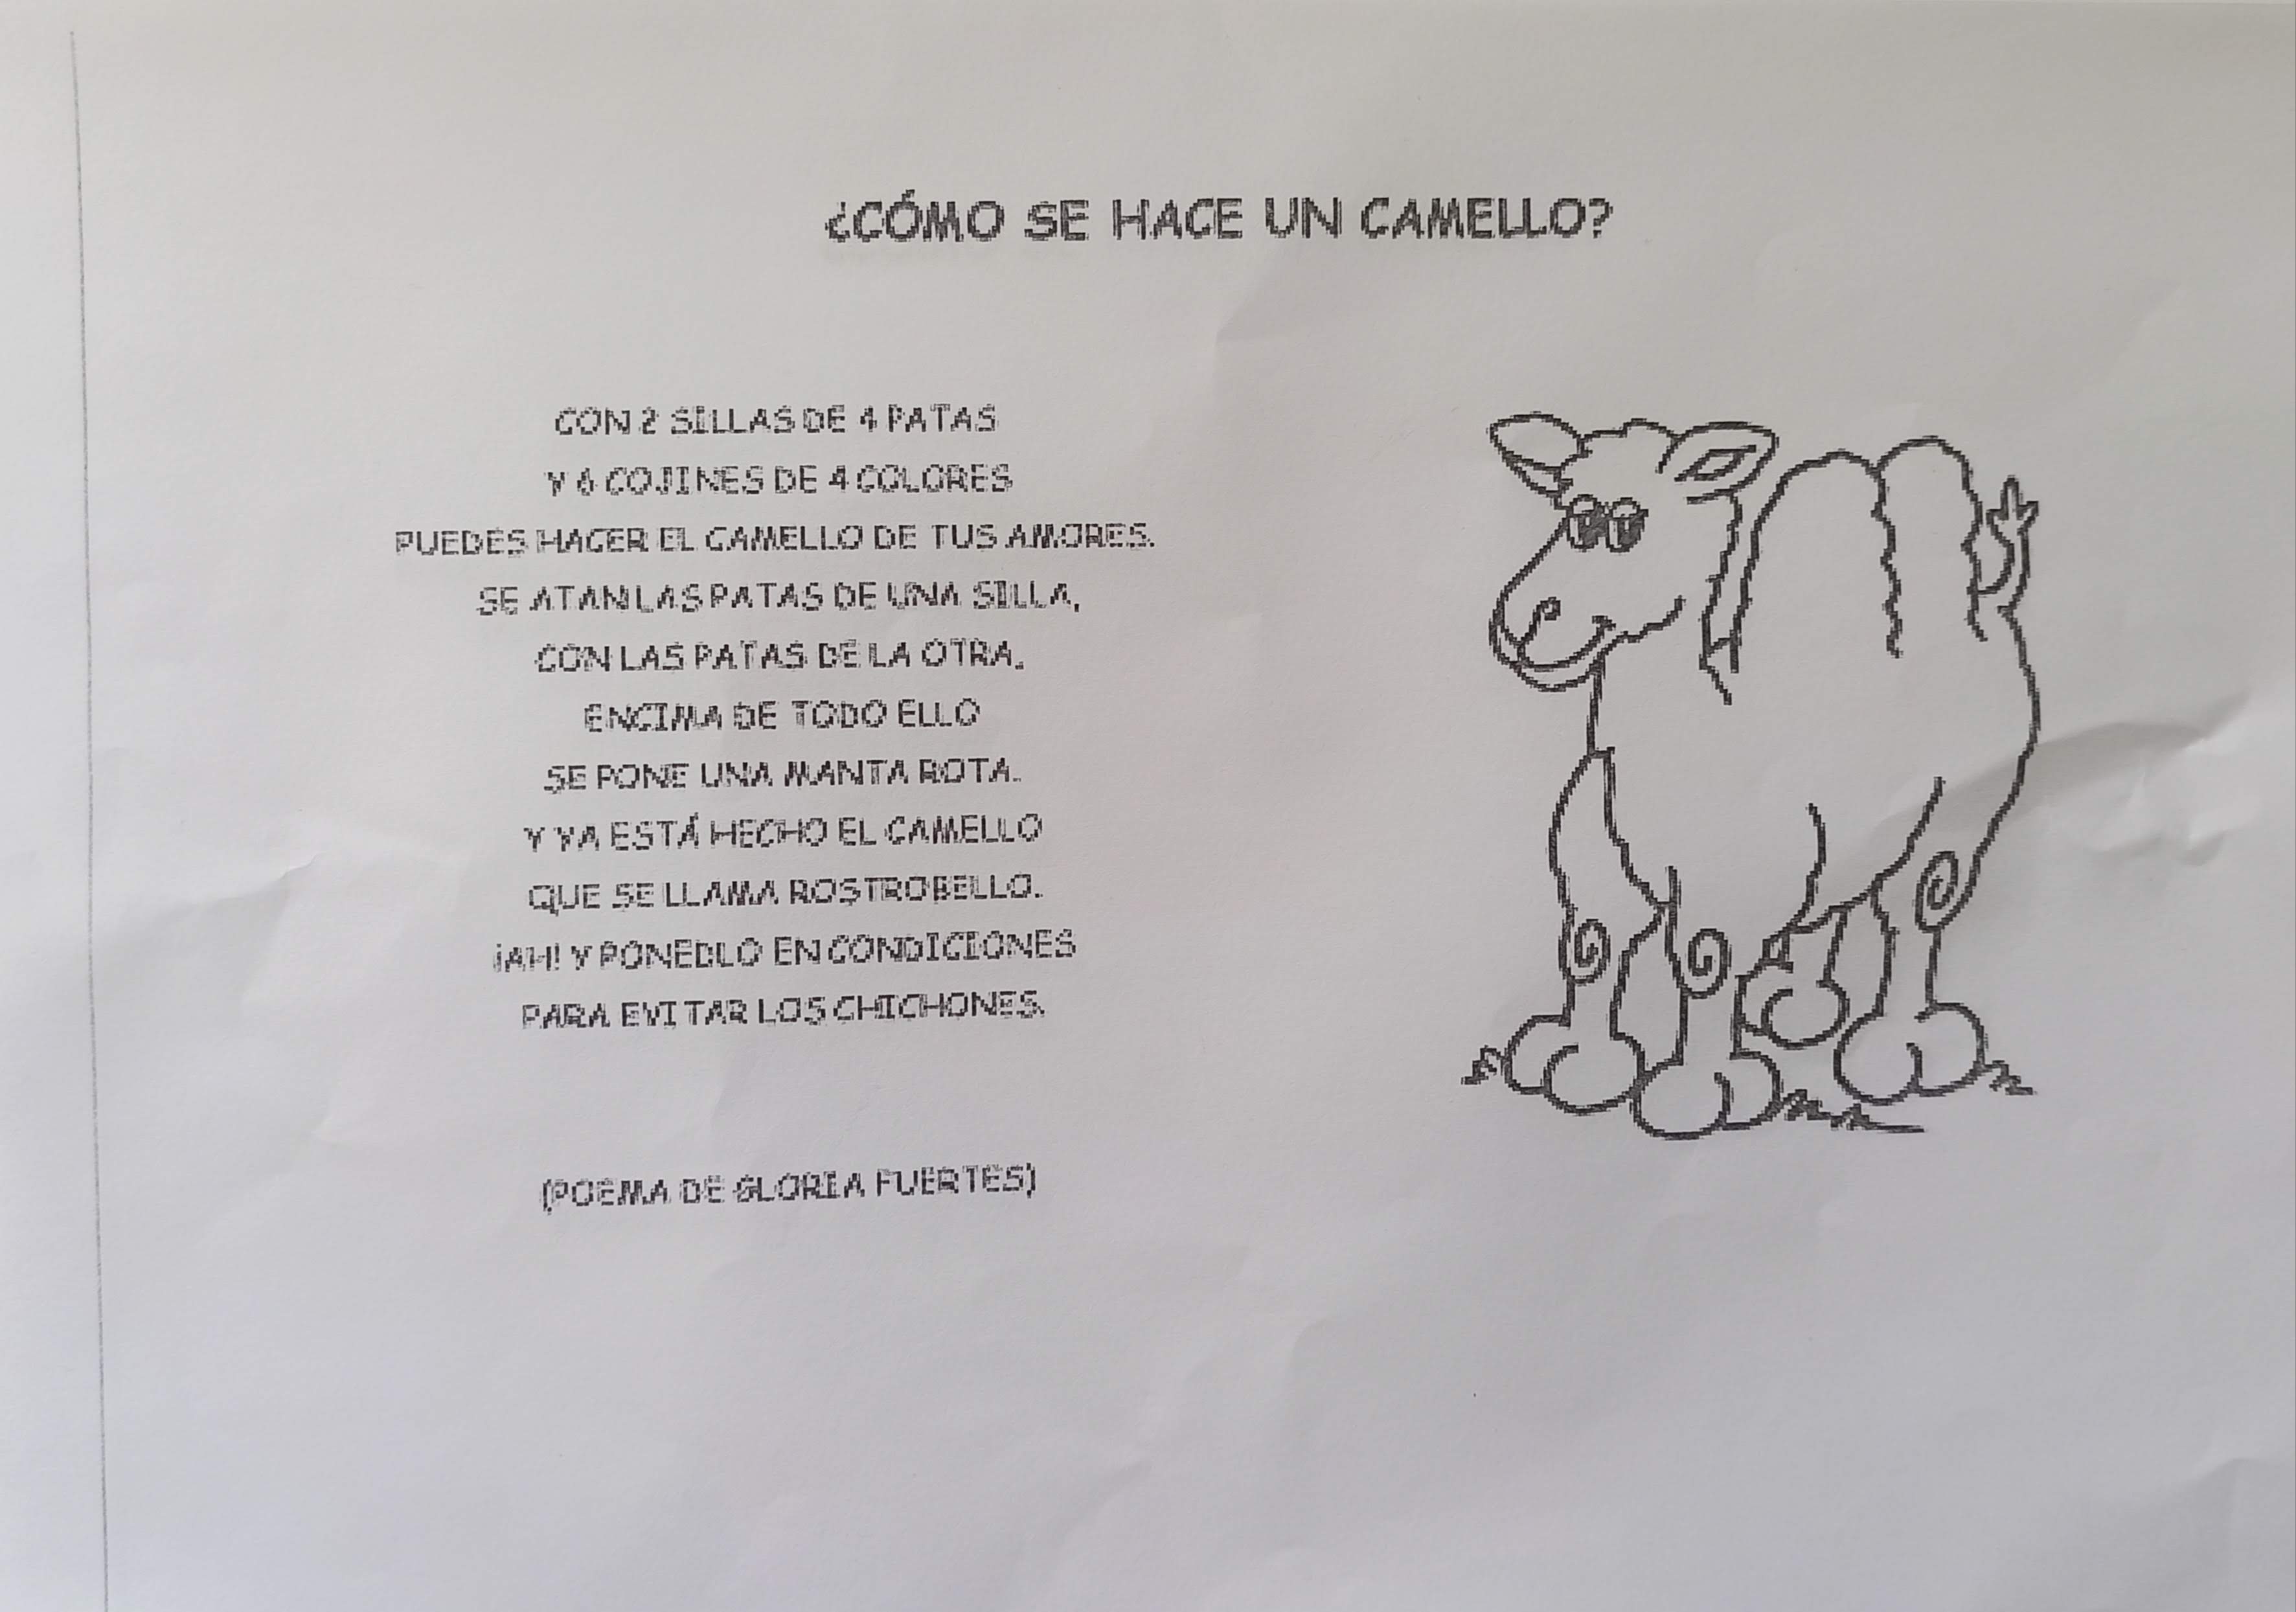 ¿CÓMO SE HACE UN CAMELLO?
CON 2 SILLAS DE 4 PATAS
Y 6 COJINES DE 4 COLORES
PUEDES HACER EL CAMELLO DE TUS AMORES.
SE ATAN LAS PATAS DE UNA SILLA,
CON LAS PATAS DE LA OTRA,
ENCIMA DE TODO ELLO
SE PONE UNA MANTA ROTA.
Y YA ESTÁ HECHO EL CAMELLO
QUE SE LLAMA ROSTROBELLO.
¡AH! Y PONEDLO EN CONDICIONES
PARA EVITAR LOS CHICHONES.
(POEMA DE GLORIA FUERTES)